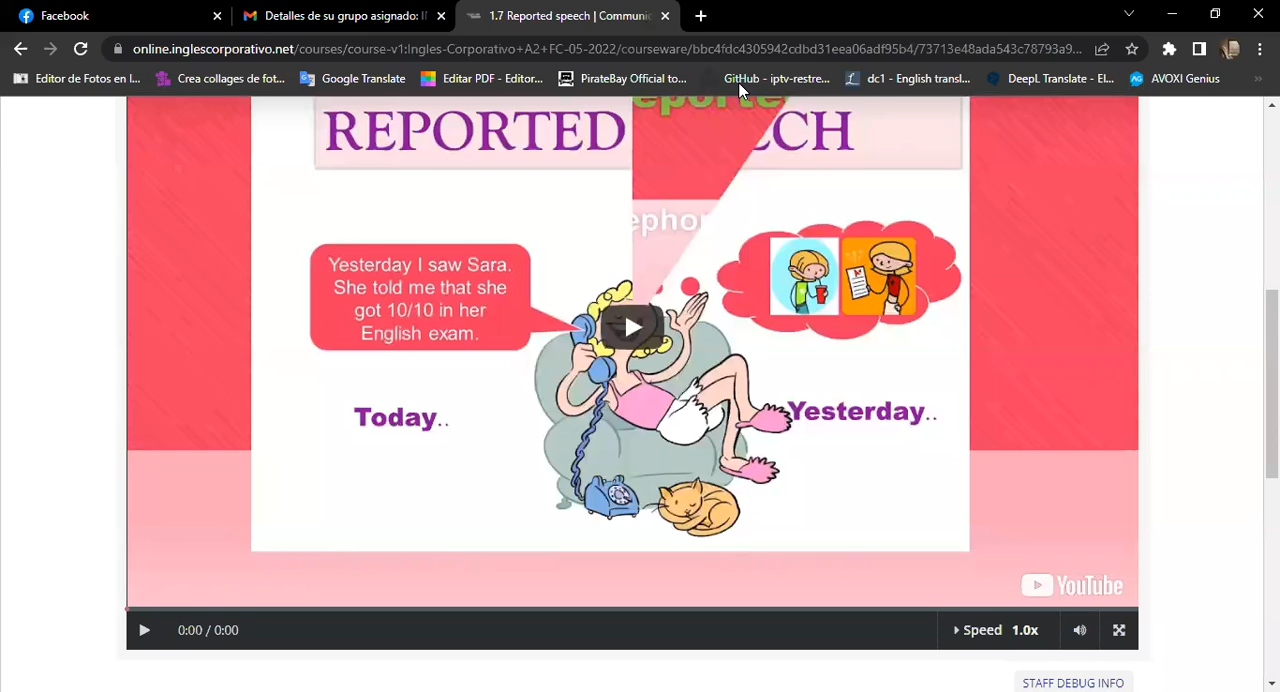 Facebook
Detalles de su grupo asignado: I
1.7 Reported speech | Communic
online.inglescorporativo.net/courses/course-v1:Ingles-Corporativo+A2+FC-05-2022/courseware/bbc4fdc4305942cdbd31eea06adf95b4/73713e48ada543c78793a9...
Editor de Fotos en l...
Crea collages de fot...
Google Translate
Editar PDF - Editor...
PirateBay Official to...
GitHub - iptv-restre...
dc1 - English transl...
DeepL Translate - El...
AVOXI Genius
»
REPORTED
ECH
Yesterday I saw Sara.
She told me that she
got 10/10 in her
English exam.
Today..
Yesterday..
YouTube
0:00 / 0:00
Speed 1.0x
STAFF DEBUG INFO